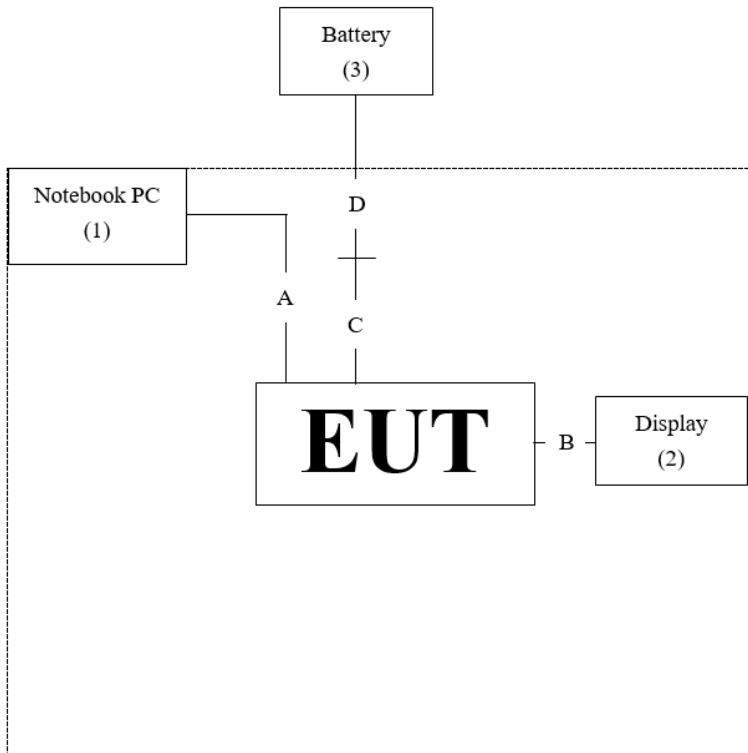 Battery
(3)
Notebook PC
(1)
D
A
C
EUT
B
Display
(2)